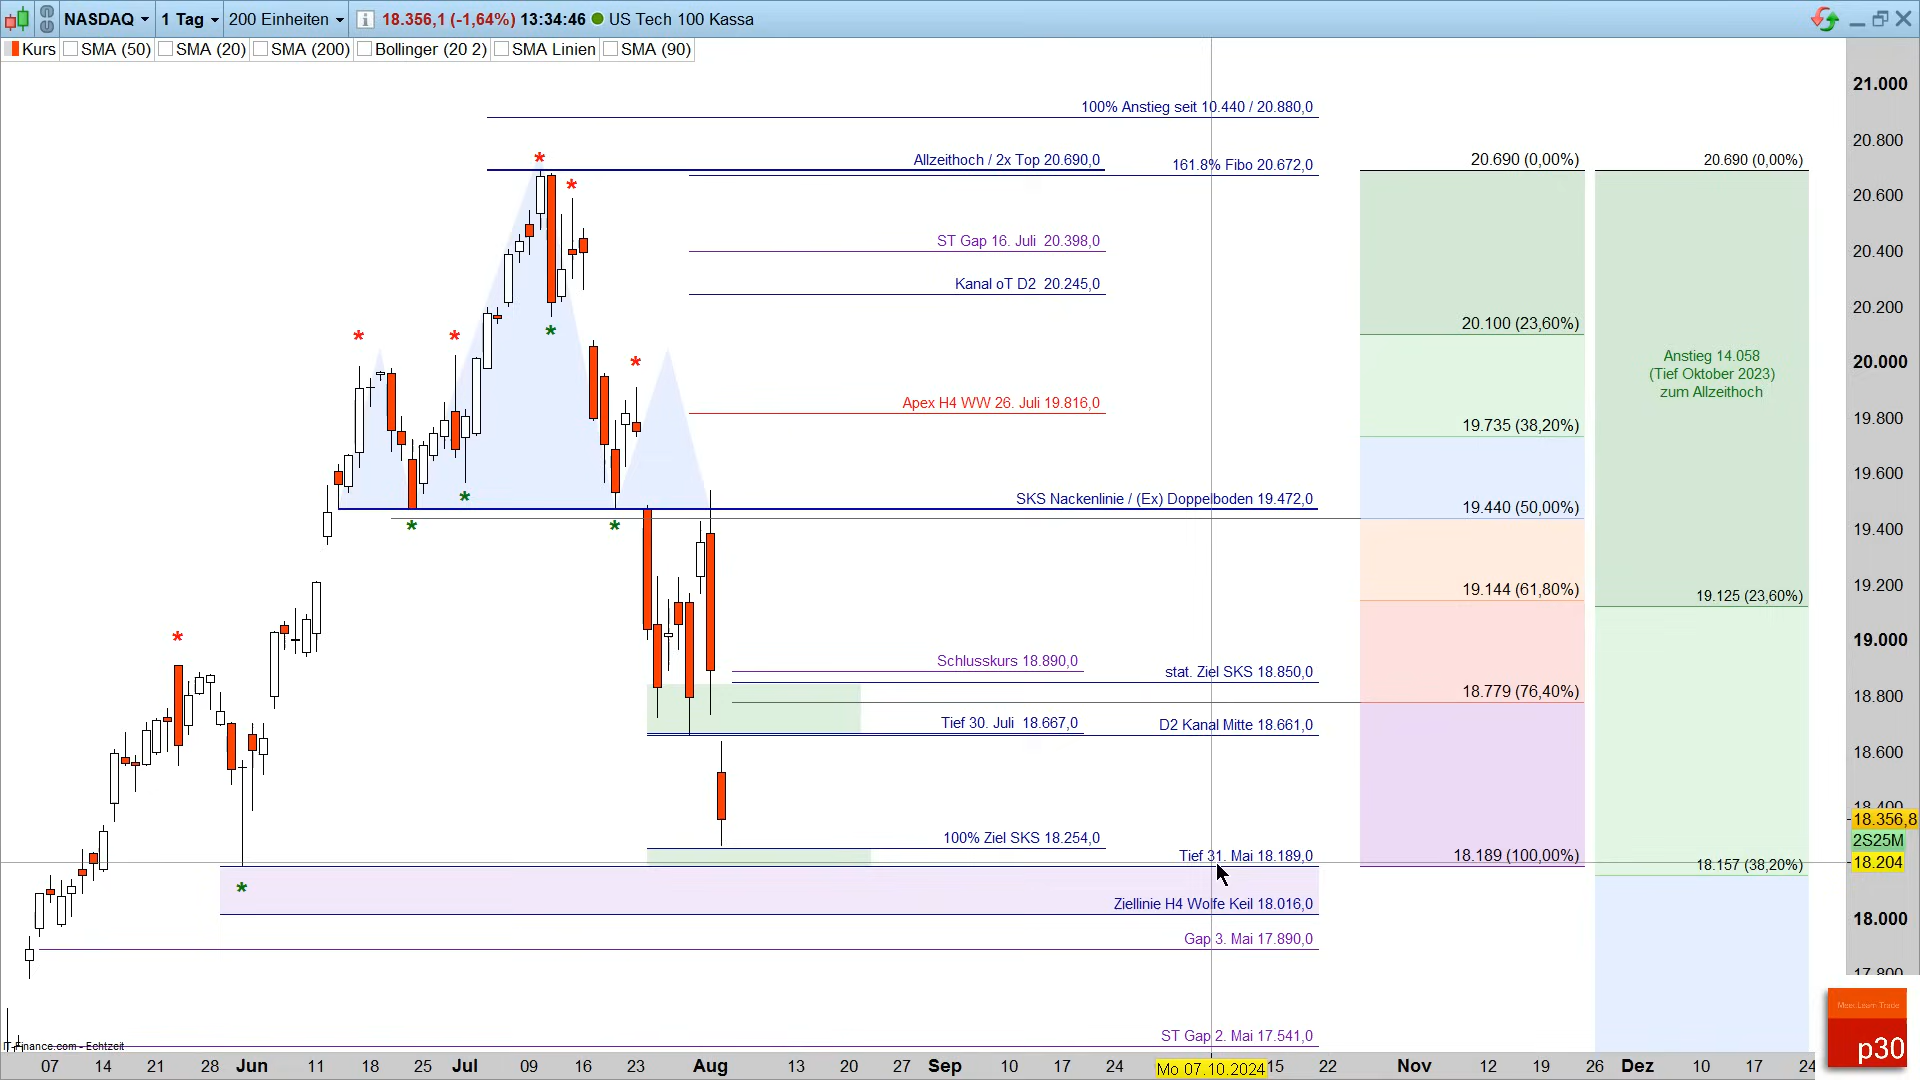 NASDAQ 1 Tag 200 Einheiten 18.356,1 (-1,64%) 13:34:46 US Tech 100 Kassa
Kurs SMA (50) SMA (20) SMA (200) Bollinger (20 2) SMA Linien SMA (90)
21.000
100% Anstieg seit 10.440 / 20.880,0
20.800
Allzeithoch / 2x Top 20.690,0
161.8% Fibo 20.672,0
20.690 (0,00%)
20.690 (0,00%)
20.600
ST Gap 16. Juli 20.398,0
20.400
Kanal oT D2 20.245,0
20.200
20.100 (23,60%)
Anstieg 14.058
(Tief Oktober 2023)
zum Allzeithoch
20.000
Apex H4 WW 26. Juli 19.816,0
19.800
19.735 (38,20%)
19.600
SKS Nackenlinie / (Ex) Doppelboden 19.472,0
19.440 (50,00%)
19.400
19.144 (61,80%)
19.125 (23,60%)
19.200
19.000
Schlusskurs 18.890,0
stat. Ziel SKS 18.850,0
18.779 (76,40%)
18.800
Tief 30. Juli 18.667,0
D2 Kanal Mitte 18.661,0
18.600
18.400
18.356,8
100% Ziel SKS 18.254,0
2S25M
Tief 31. Mai 18.189,0
18.189 (100,00%)
18.157 (38,20%)
18.204
Ziellinie H4 Wolfe Keil 18.016,0
18.000
Gap 3. Mai 17.890,0
17.800
ST Gap 2. Mai 17.541,0
IT-Finance.com - Echtzeit
07 14 28 Jun 11 18 25 Jul 09 16 23 Aug 13 20 27 Sep 10 17 24 Mo 07.10.2024 15 22 Nov 12 19 26 Dez 10 17 24
Meet Learn Trade
p30